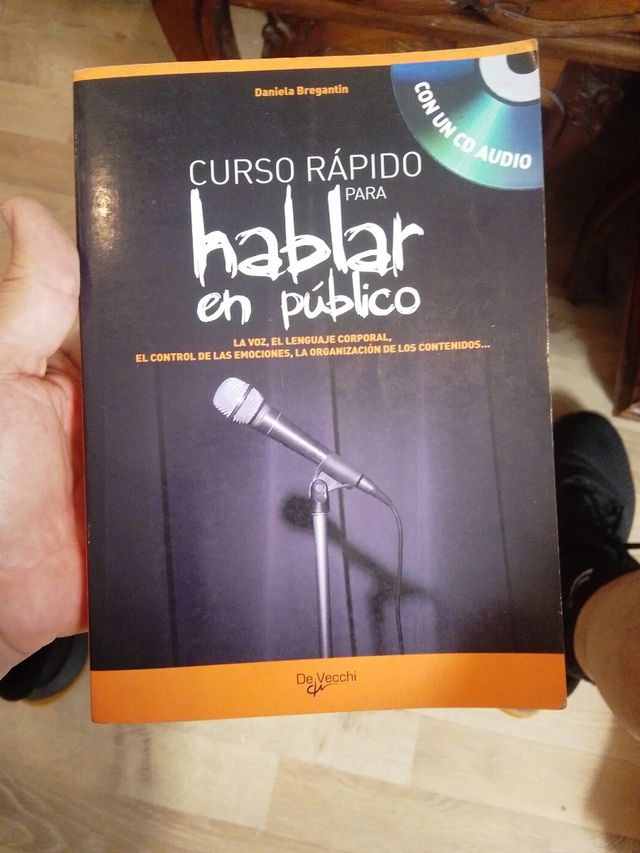 Daniela Bregantin
CON UN CD AUDIO
CURSO RÁPIDO
PARA
hablar
en público
LA VOZ, EL LENGUAJE CORPORAL,
EL CONTROL DE LAS EMOCIONES, LA ORGANIZACIÓN DE LOS CONTENIDOS...
De Vecchi